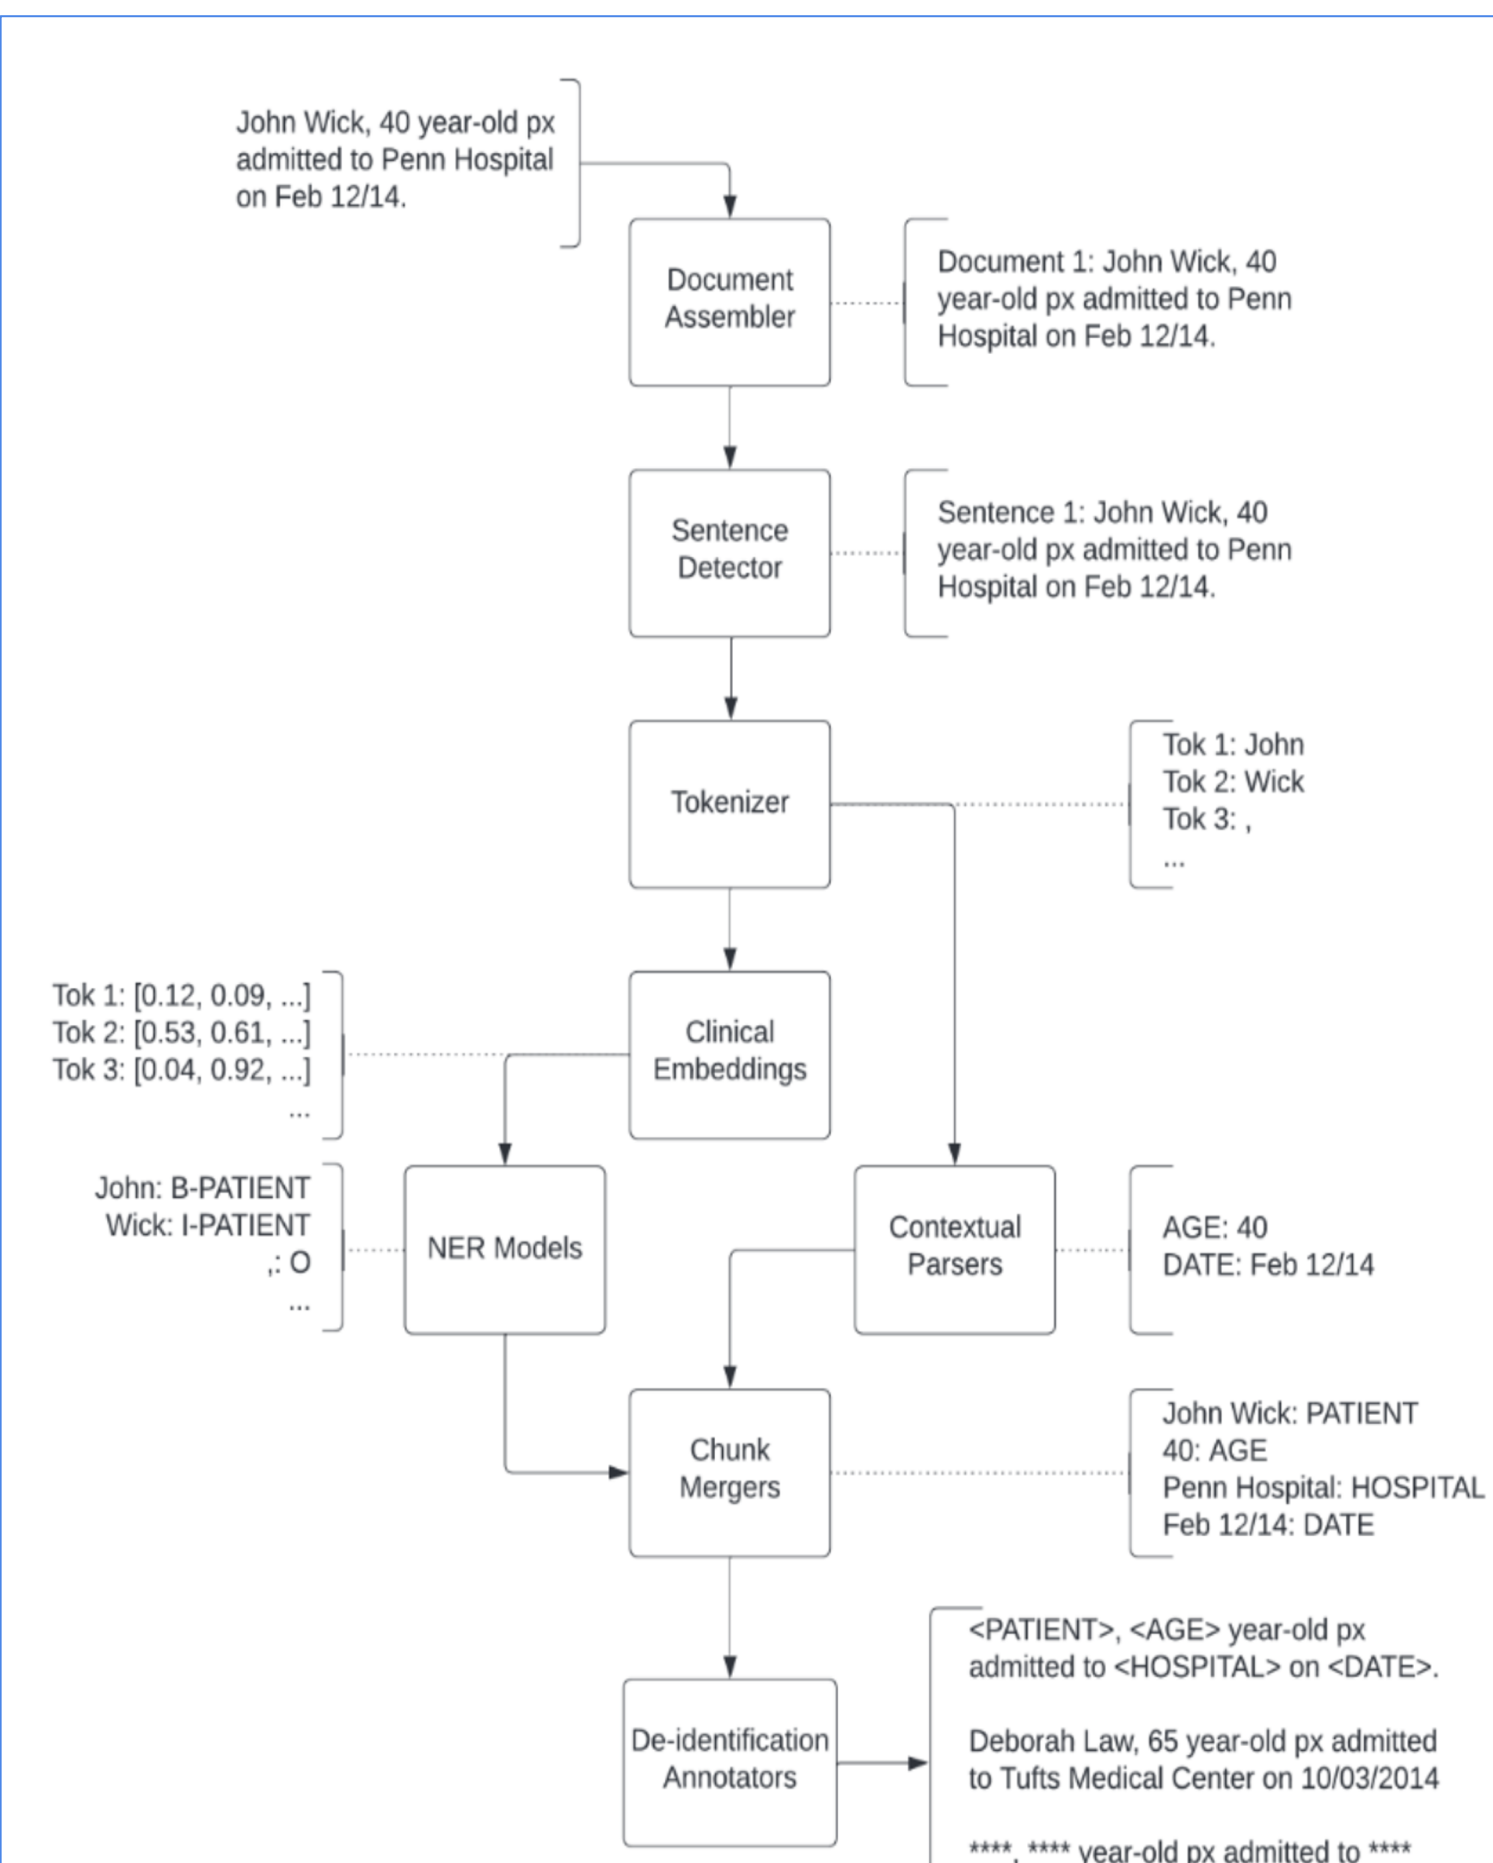 John Wick, 40 year-old px
admitted to Penn Hospital
on Feb 12/14.
Document
Assembler
Document 1: John Wick, 40
year-old px admitted to Penn
Hospital on Feb 12/14.
Sentence
Detector
Sentence 1: John Wick, 40
year-old px admitted to Penn
Hospital on Feb 12/14.
Tokenizer
Tok 1: John
Tok 2: Wick
Tok 3: ,
...
Tok 1: [0.12, 0.09, ...]
Tok 2: [0.53, 0.61, ...]
Tok 3: [0.04, 0.92, ...]
...
Clinical
Embeddings
John: B-PATIENT
Wick: I-PATIENT
,: O
...
NER Models
Contextual
Parsers
AGE: 40
DATE: Feb 12/14
Chunk
Mergers
John Wick: PATIENT
40: AGE
Penn Hospital: HOSPITAL
Feb 12/14: DATE
De-identification
Annotators
<PATIENT>, <AGE> year-old px
admitted to <HOSPITAL> on <DATE>.
Deborah Law, 65 year-old px admitted
to Tufts Medical Center on 10/03/2014
****, **** year-old px admitted to ****